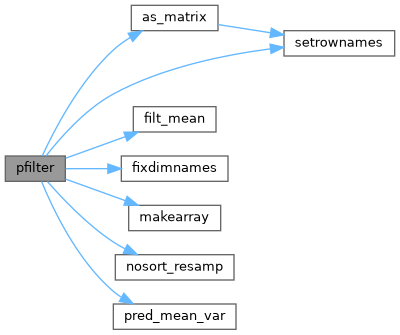 as_matrix
setrownames
filt_mean
pfilter
fixdimnames
makearray
nosort_resamp
pred_mean_var